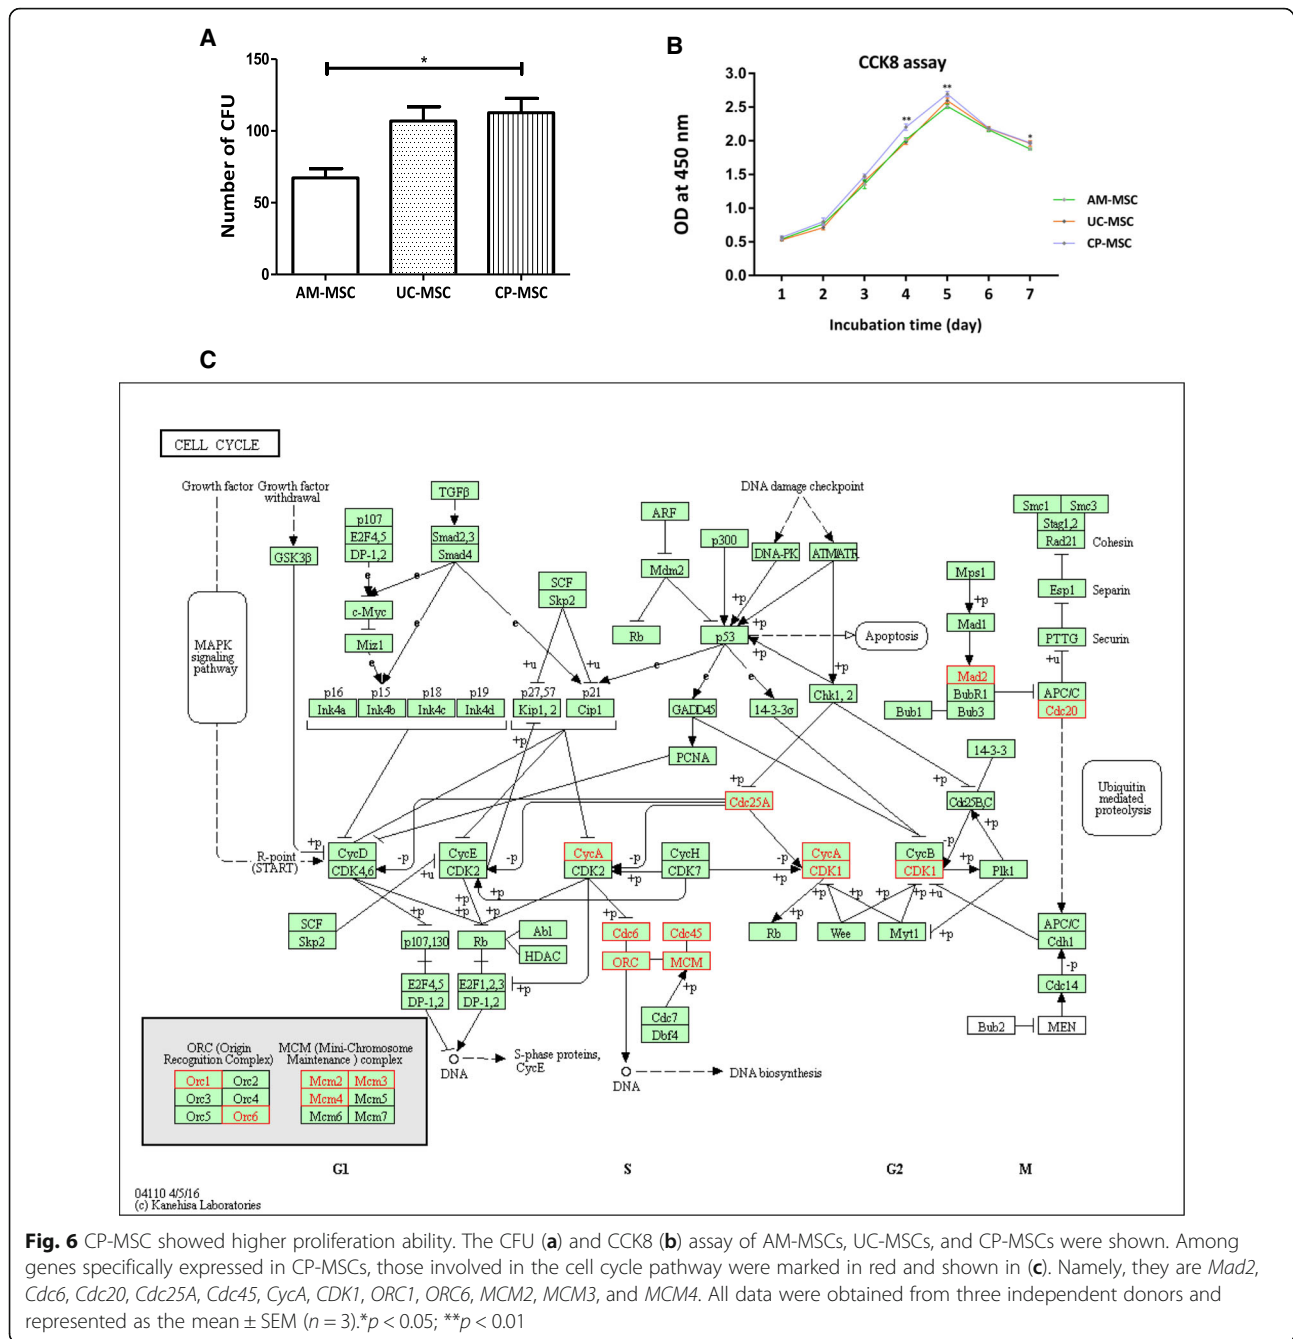 A
150
100
50
0
Number of CFU
*
AM-MSC UC-MSC CP-MSC
B
CCK8 assay
3.0
2.5
2.0
1.5
1.0
0.5
0.0
OD at 450 nm
** ** *
AM-MSC
UC-MSC
CP-MSC
1 2 3 4 5 6 7
Incubation time (day)
C
CELL CYCLE
Growth factor
Growth factor
withdrawal
GSK3β
MAPK
signaling
pathway
R-point
(START)
p107
E2F4,5
DP-1,2
e
c-Myc
Miz1
e
TGFβ
Smad2,3
Smad4
e
e
e
SCF
Skp2
+u
+u
ARF
Mdm2
Rb
p300
DNA damage checkpoint
DNA-PK
ATM/ATR
+p
+p
+p
+p
+p
p53
Apoptosis
e
e
e
p16
Ink4a
p15
Ink4b
p18
Ink4c
p19
Ink4d
p27,57
Kip1, 2
p21
Cip1
+p
GADD45
14-3-3σ
Chk1, 2
PCNA
Mps1
+p
Mad1
Mad2
BubR1
Bub3
Bub1
Smc1 Smc3
Stag1,2
Rad21
Cohesin
Esp1
Separin
PTTG
Securin
+u
APC/C
Cdc20
14-3-3
+p
Cdc25B,C
Ubiquitin
mediated
proteolysis
+p
Cdc25A
+p
CycD
CDK4,6
-p
CycE
CDK2
-p
CycA
CDK2
-p
+p
CycH
CDK7
-p
+p
CycA
CDK1
CycB
CDK1
-p
+p
Plk1
+u
+p
+p
+p
+p
+u
SCF
Skp2
+p
+p
+p
+p
p107,130
Rb
Abl
HDAC
+p
Cdc6
Cdc45
ORC
MCM
+p
Cdc7
Dbf4
+p
Rb
Wee
Myt1
+p
APC/C
Cdh1
-p
Cdc14
Bub2
MEN
E2F4,5
DP-1,2
E2F1,2,3
DP-1,2
+p
DNA
S-phase proteins,
CycE
DNA
DNA biosynthesis
ORC (Origin
Recognition Complex)
Orc1 Orc2
Orc3 Orc4
Orc5 Orc6
MCM (Mini-Chromosome
Maintenance ) complex
Mcm2 Mcm3
Mcm4 Mcm5
Mcm6 Mcm7
G1 S G2 M
04110 4/5/16
(c) Kanehisa Laboratories
Fig. 6 CP-MSC showed higher proliferation ability. The CFU (a) and CCK8 (b) assay of AM-MSCs, UC-MSCs, and CP-MSCs were shown. Among
genes specifically expressed in CP-MSCs, those involved in the cell cycle pathway were marked in red and shown in (c). Namely, they are Mad2,
Cdc6, Cdc20, Cdc25A, Cdc45, CycA, CDK1, ORC1, ORC6, MCM2, MCM3, and MCM4. All data were obtained from three independent donors and
represented as the mean ± SEM (n = 3).*p < 0.05; **p < 0.01